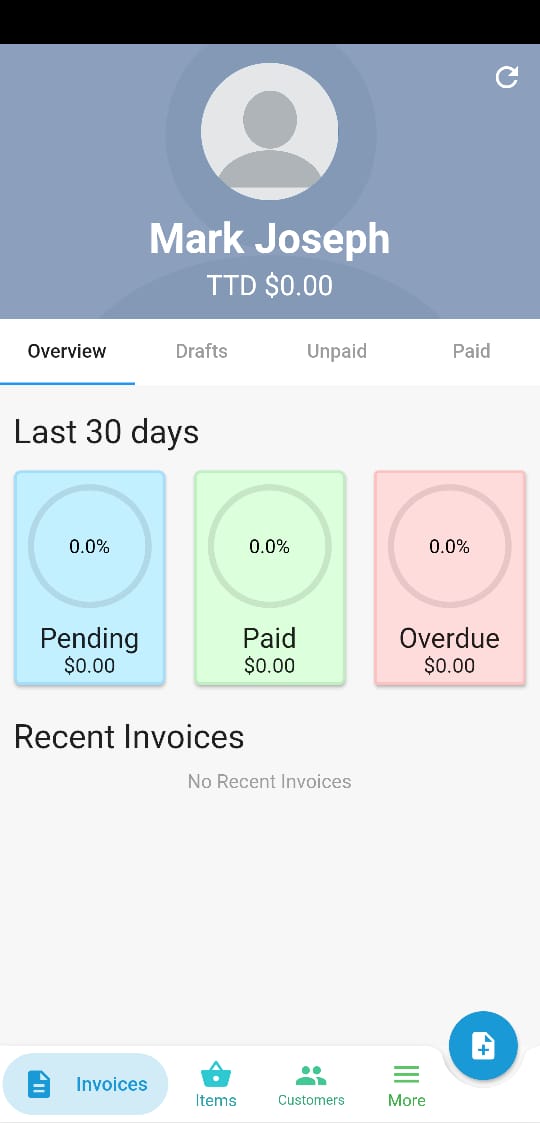 Mark Joseph
TTD $0.00
Overview Drafts Unpaid Paid
Last 30 days
0.0% 0.0% 0.0%
Pending Paid Overdue
$0.00 $0.00 $0.00
Recent Invoices
No Recent Invoices
Invoices Items Customers More